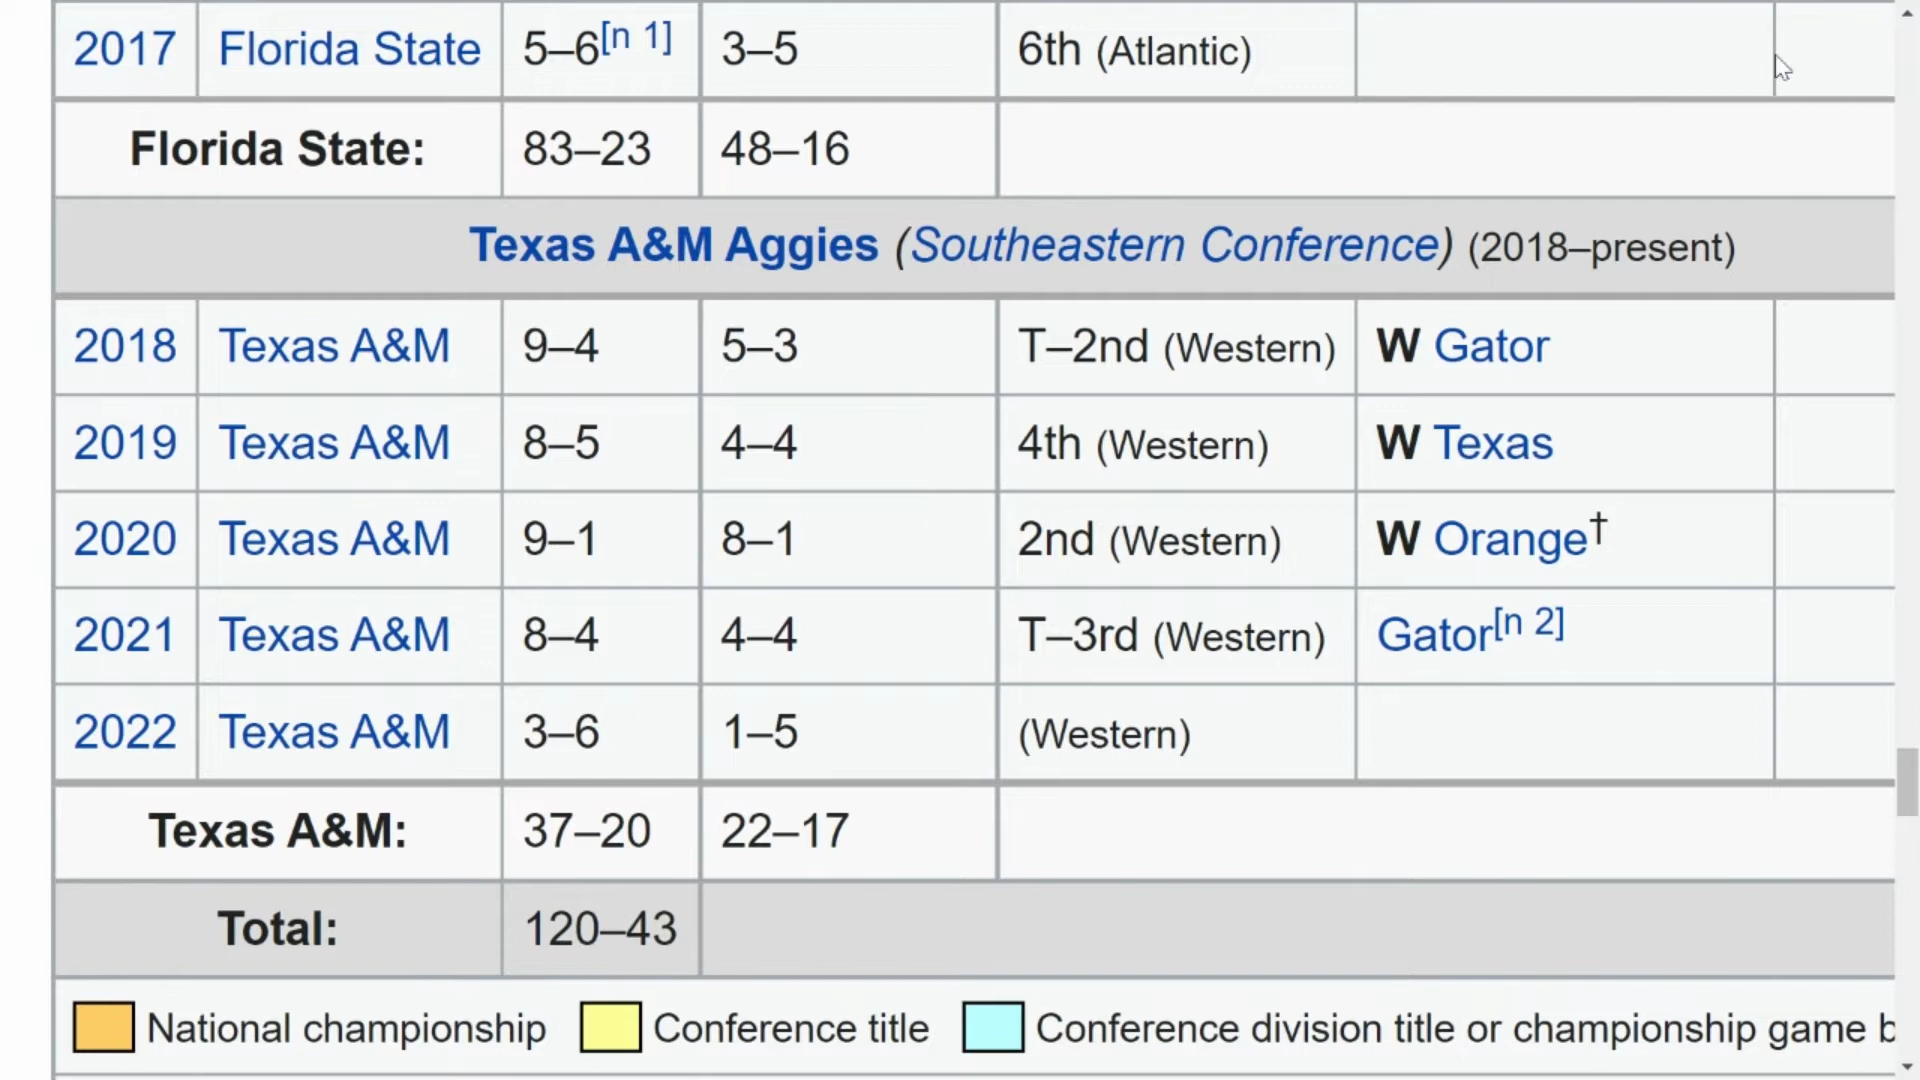 2017 Florida State 5–6[n 1] 3–5 6th (Atlantic)
Florida State: 83–23 48–16
Texas A&M Aggies (Southeastern Conference) (2018–present)
2018 Texas A&M 9–4 5–3 T–2nd (Western) W Gator
2019 Texas A&M 8–5 4–4 4th (Western) W Texas
2020 Texas A&M 9–1 8–1 2nd (Western) W Orange†
2021 Texas A&M 8–4 4–4 T–3rd (Western) Gator[n 2]
2022 Texas A&M 3–6 1–5 (Western)
Texas A&M: 37–20 22–17
Total: 120–43
National championship Conference title Conference division title or championship game b